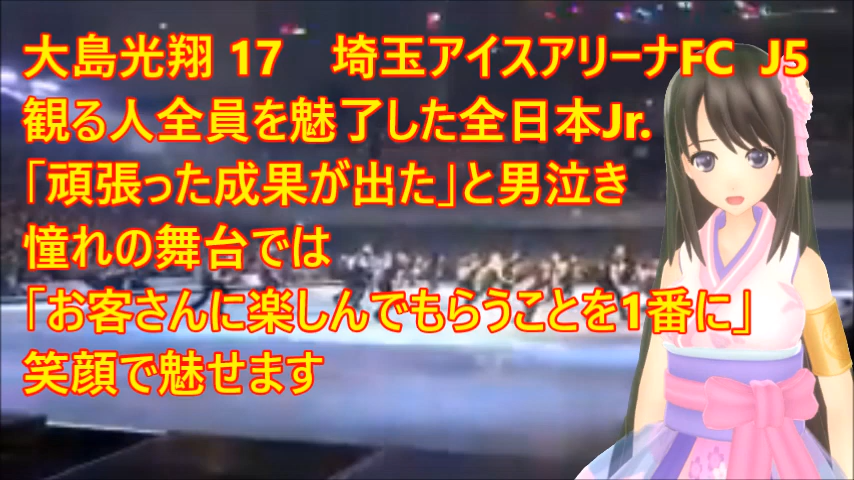 大島光翔 17　埼玉アイスアリーナFC J5
観る人全員を魅了した全日本Jr.
「頑張った成果が出た」と男泣き
憧れの舞台では
「お客さんに楽しんでもらうことを1番に」
笑顔で魅せます